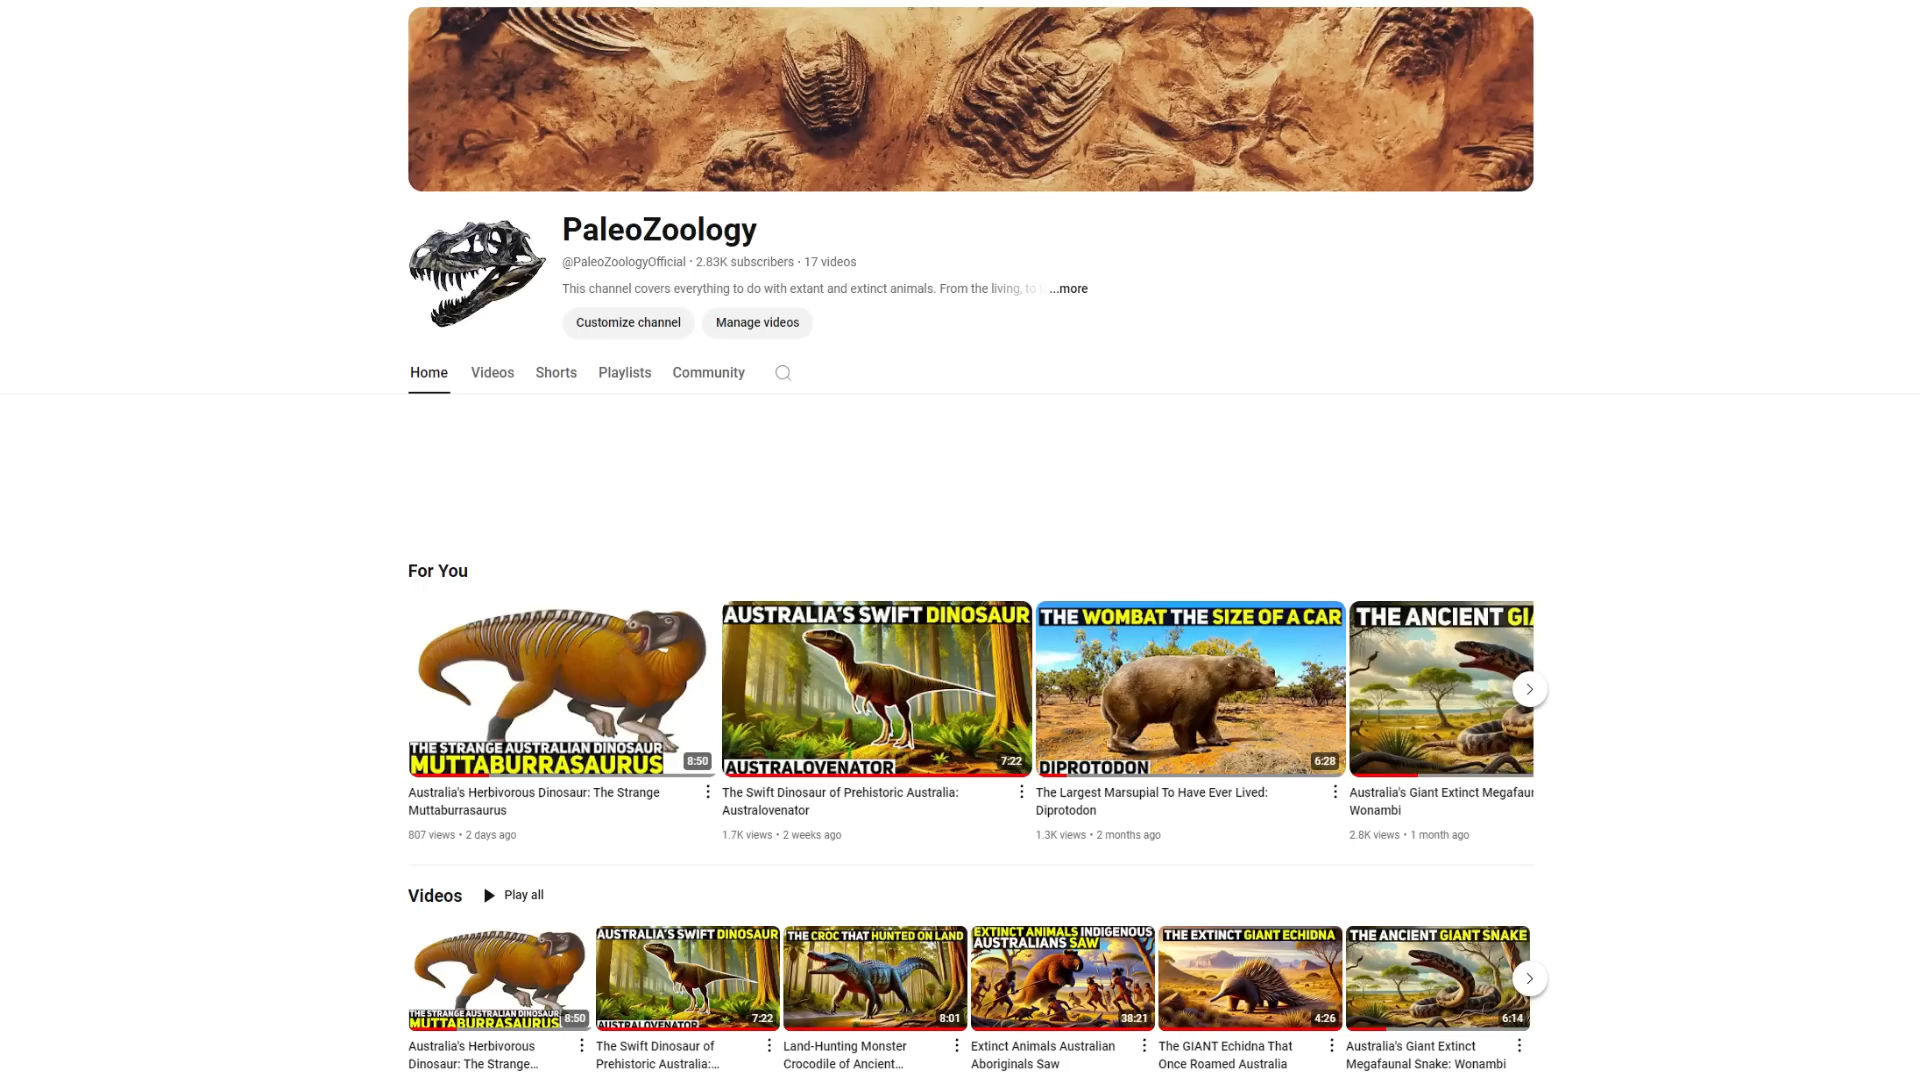 PaleoZoology
@PaleoZoologyOfficial • 2.83K subscribers • 17 videos
This channel covers everything to do with extant and extinct animals. From the living, to ...more
Customize channel
Manage videos
Home
Videos
Shorts
Playlists
Community
For You
THE STRANGE AUSTRALIAN DINOSAUR
MUTTABURRASAURUS
8:50
Australia's Herbivorous Dinosaur: The Strange
Muttaburrasaurus
807 views • 2 days ago
AUSTRALIA'S SWIFT DINOSAUR
AUSTRALOVENATOR
7:22
The Swift Dinosaur of Prehistoric Australia:
Australovenator
1.7K views • 2 weeks ago
THE WOMBAT THE SIZE OF A CAR
DIPROTODON
6:28
The Largest Marsupial To Have Ever Lived:
Diprotodon
1.3K views • 2 months ago
THE ANCIENT
Australia's Giant Extinct
Wonambi
2.8K views • 1 month ago
Videos
Play all
THE STRANGE AUSTRALIAN DINOSAUR
MUTTABURRASAURUS
8:50
Australia's Herbivorous
Dinosaur: The Strange...
AUSTRALIA'S SWIFT DINOSAUR
AUSTRALOVENATOR
7:22
The Swift Dinosaur of
Prehistoric Australia:...
THE CROC THAT HUNTED ON LAND
8:01
Land-Hunting Monster
Crocodile of Ancient...
EXTINCT ANIMALS INDIGENOUS
AUSTRALIANS SAW
38:21
Extinct Animals Australian
Aboriginals Saw
THE EXTINCT GIANT ECHIDNA
4:26
The GIANT Echidna That
Once Roamed Australia
THE ANCIENT GIANT SNAKE
6:14
Australia's Giant Extinct
Megafaunal Snake: Wonambi